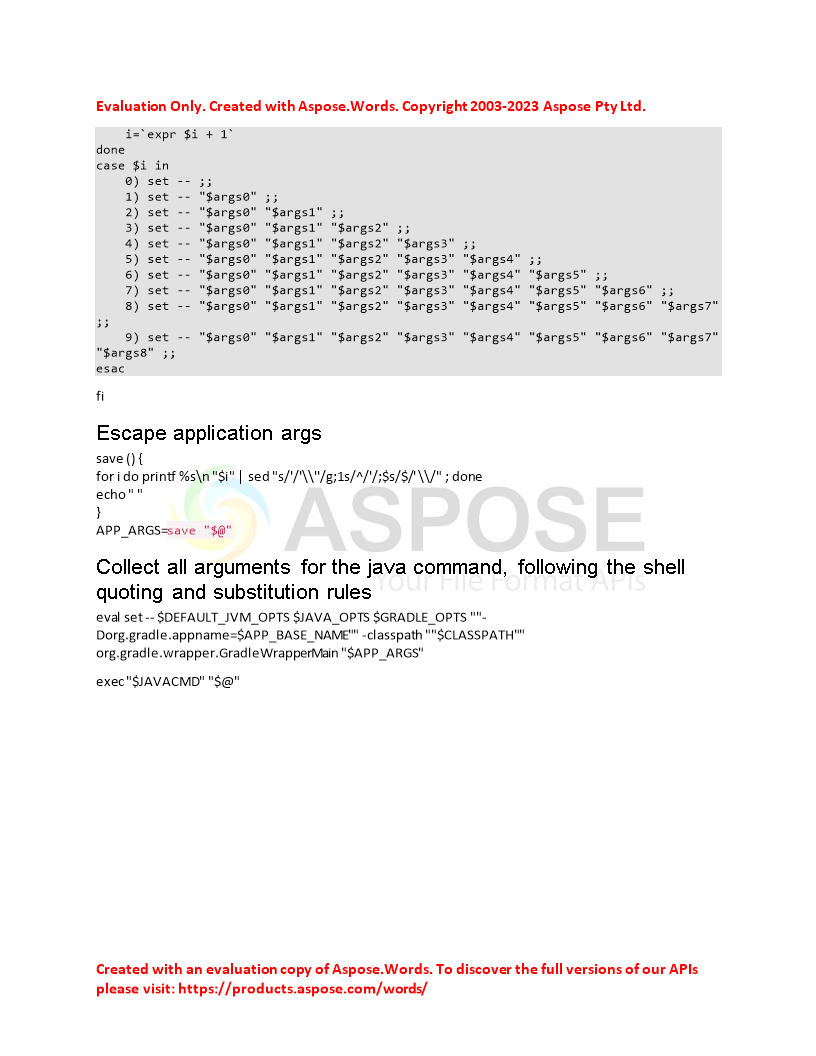 Evaluation Only. Created with Aspose.Words. Copyright 2003-2023 Aspose Pty Ltd.
    i=`expr $i + 1`
done
case $i in
    0) set -- ;;
    1) set -- "$args0" ;;
    2) set -- "$args0" "$args1" ;;
    3) set -- "$args0" "$args1" "$args2" ;;
    4) set -- "$args0" "$args1" "$args2" "$args3" ;;
    5) set -- "$args0" "$args1" "$args2" "$args3" "$args4" ;;
    6) set -- "$args0" "$args1" "$args2" "$args3" "$args4" "$args5" ;;
    7) set -- "$args0" "$args1" "$args2" "$args3" "$args4" "$args5" "$args6" ;;
    8) set -- "$args0" "$args1" "$args2" "$args3" "$args4" "$args5" "$args6" "$args7"
;;
    9) set -- "$args0" "$args1" "$args2" "$args3" "$args4" "$args5" "$args6" "$args7"
"$args8" ;;
esac
fi
Escape application args
save () {
for i do printf %s\n "$i" | sed "s/'/'\\''/g;1s/^/'/;$s/$/' \\/" ; done
echo " "
}
APP_ARGS=save "$@"
ASPOSE
Your File Format APIs
Collect all arguments for the java command, following the shell
quoting and substitution rules
eval set -- $DEFAULT_JVM_OPTS $JAVA_OPTS $GRADLE_OPTS ""-
Dorg.gradle.appname=$APP_BASE_NAME"" -classpath ""$CLASSPATH""
org.gradle.wrapper.GradleWrapperMain "$APP_ARGS"
exec "$JAVACMD" "$@"
Created with an evaluation copy of Aspose.Words. To discover the full versions of our APIs
please visit: https://products.aspose.com/words/